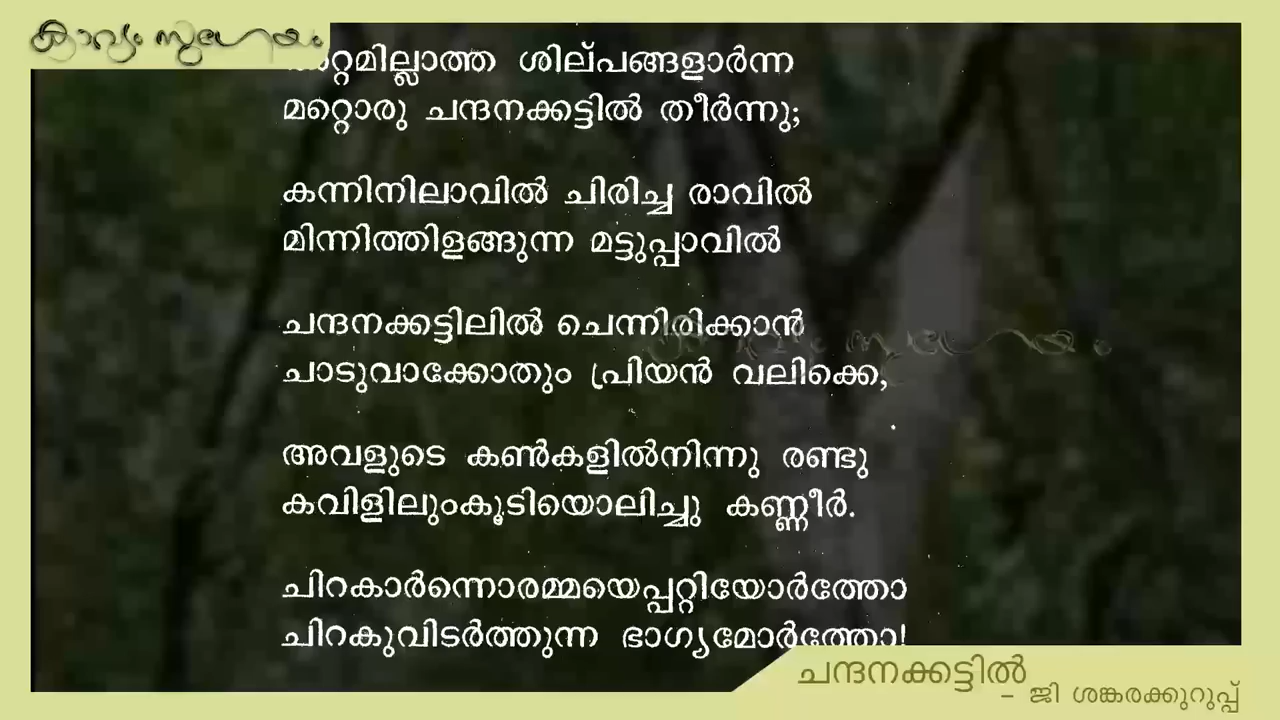 കാവ്യം സുഗേയം
ശില്പങ്ങളാർന്ന
മറ്റൊരു ചന്ദനക്കട്ടിൽ തീർന്നു;
കന്നിനിലാവിൽ ചിരിച്ച രാവിൽ
മിന്നിത്തിളങ്ങുന്ന മട്ടുപ്പാവിൽ
ചന്ദനക്കട്ടിലിൽ ചെന്നിരിക്കാൻ
ചാടുവാക്കോതും പ്രിയൻ വലിക്കെ,
അവളുടെ കൺകളിൽനിന്നു രണ്ടു
കവിളിലുംകൂടിയൊലിച്ചു കണ്ണീർ.
ചിറകാർന്നൊരമ്മയെപ്പറ്റിയോർത്തോ
ചിറകുവിടർത്തുന്ന ഭാഗ്യമോർത്തോ!
ചന്ദനക്കട്ടിൽ
– ജി ശങ്കരക്കുറുപ്പ്